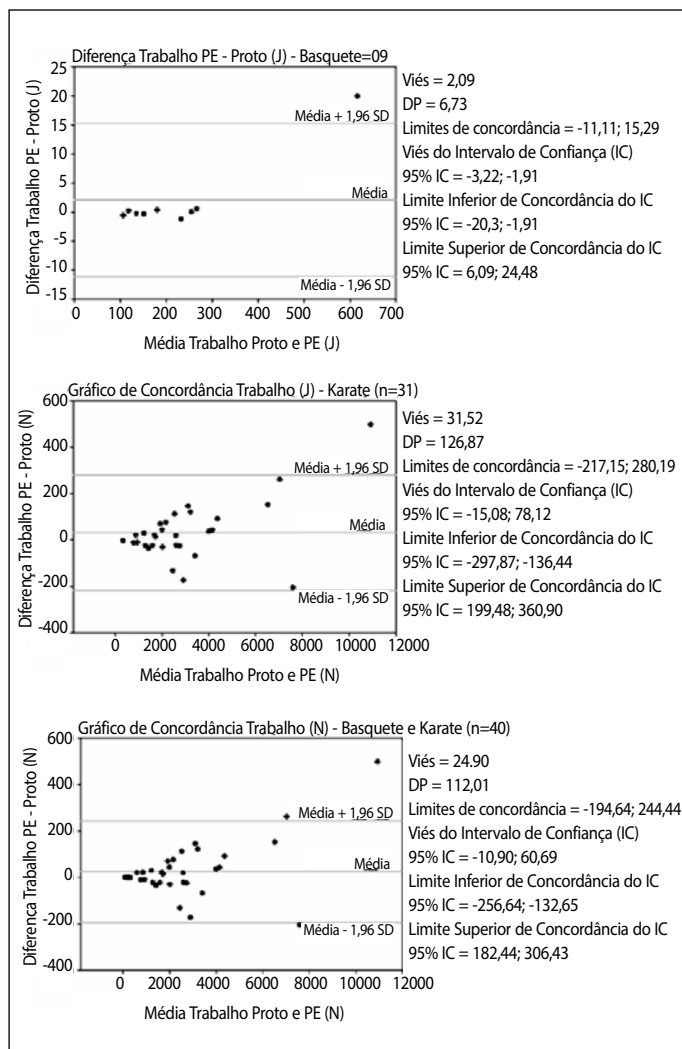 Diferença Trabalho PE - Proto (J) - Basquete=09
Diferença Trabalho PE - Proto (J)
25
20
15
10
5
0
-5
-10
-15
Média + 1,96 SD
Média
Média - 1,96 SD
0 100 200 300 400 500 600 700
Média Trabalho Proto e PE (J)
Viés = 2,09
DP = 6,73
Limites de concordância = -11,11; 15,29
Viés do Intervalo de Confiança (IC)
95% IC = -3,22; -1,91
Limite Inferior de Concordância do IC
95% IC = -20,3; -1,91
Limite Superior de Concordância do IC
95% IC = 6,09; 24,48
Gráfico de Concordância Trabalho (J) - Karate (n=31)
Diferença Trabalho PE - Proto (N)
600
400
200
0
-200
-400
Média + 1,96 SD
Média
Média - 1,96 SD
0 2000 4000 6000 8000 10000 12000
Média Trabalho Proto e PE (N)
Viés = 31,52
DP = 126,87
Limites de concordância = -217,15; 280,19
Viés do Intervalo de Confiança (IC)
95% IC = -15,08; 78,12
Limite Inferior de Concordância do IC
95% IC = -297,87; -136,44
Limite Superior de Concordância do IC
95% IC = 199,48; 360,90
Gráfico de Concordância Trabalho (N) - Basquete e Karate (n=40)
Diferença Trabalho PE - Proto (N)
600
400
200
0
-200
-400
Média + 1,96 SD
Média
Média - 1,96 SD
0 2000 4000 6000 8000 10000 12000
Média Trabalho Proto e PE (N)
Viés = 24.90
DP = 112,01
Limites de concordância = -194,64; 244,44
Viés do Intervalo de Confiança (IC)
95% IC = -10,90; 60,69
Limite Inferior de Concordância do IC
95% IC = -256,64; -132,65
Limite Superior de Concordância do IC
95% IC = 182,44; 306,43